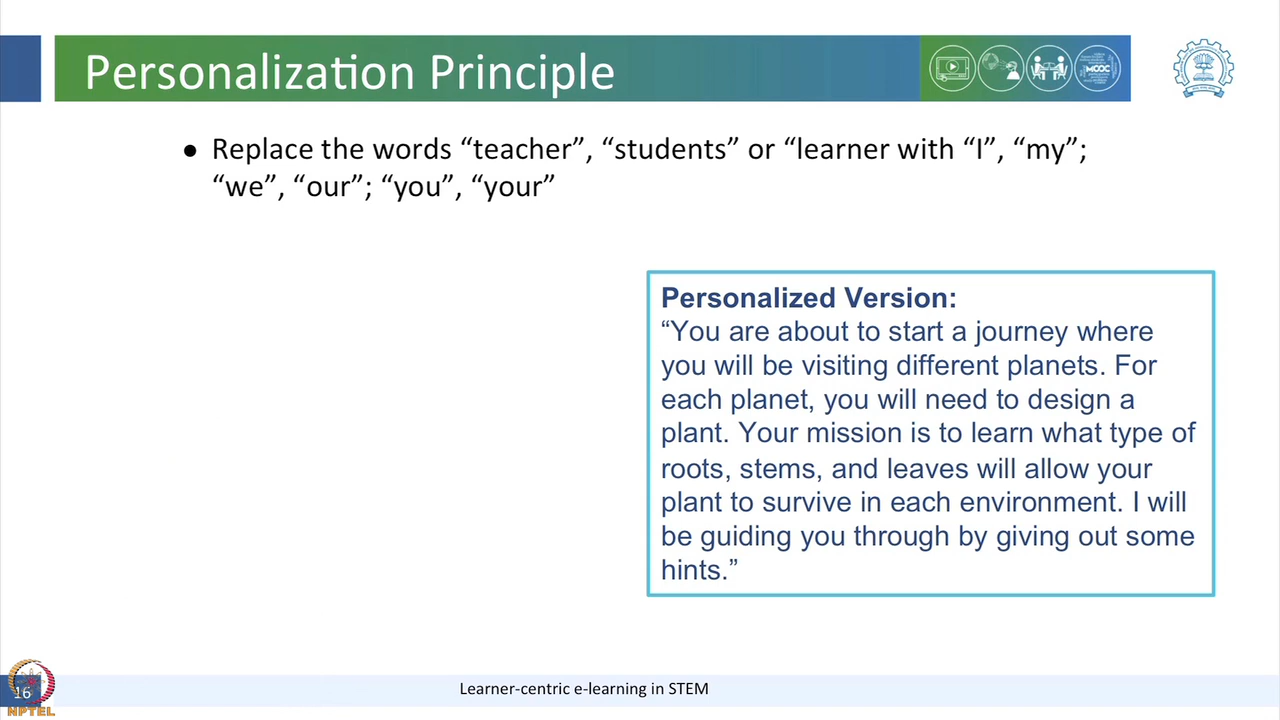 Personalization Principle
MOOC
● Replace the words “teacher”, “students” or “learner with “I”, “my”;
“we”, “our”; “you”, “your”
Personalized Version:
“You are about to start a journey where
you will be visiting different planets. For
each planet, you will need to design a
plant. Your mission is to learn what type of
roots, stems, and leaves will allow your
plant to survive in each environment. I will
be guiding you through by giving out some
hints.”
16
NPTEL
Learner-centric e-learning in STEM